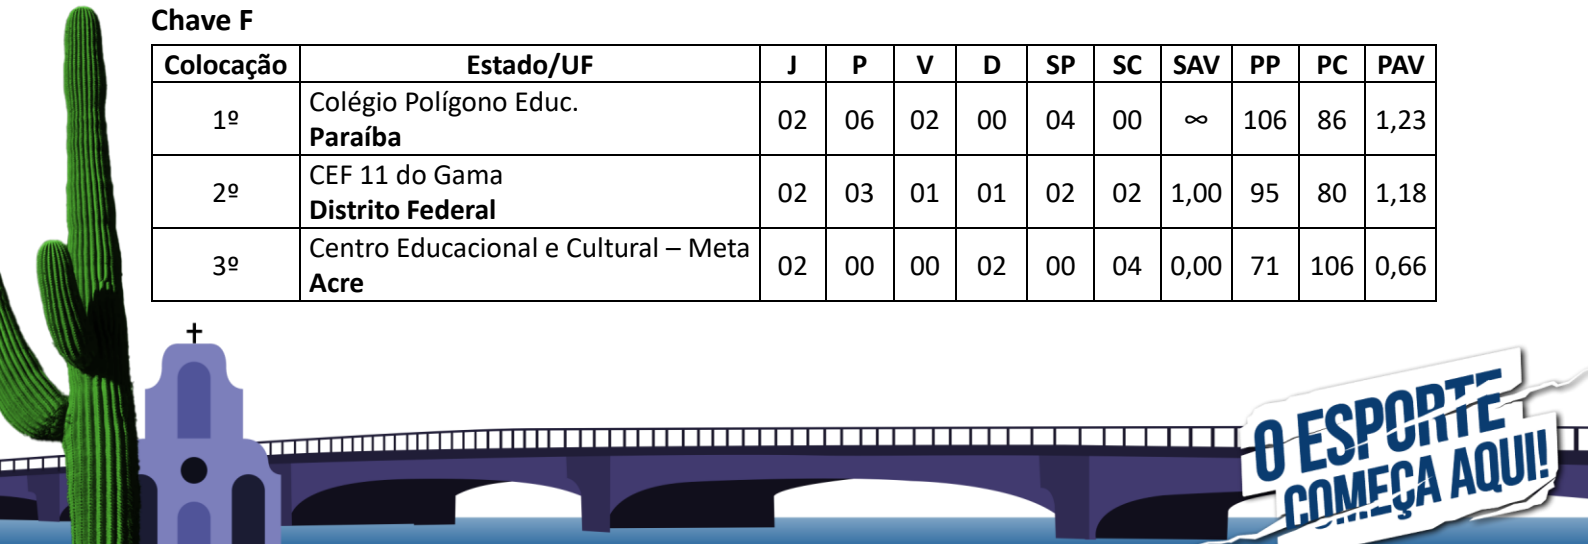 Chave F
Colocação Estado/UF J P V D SP SC SAV PP PC PAV
1º Colégio Polígono Educ. 02 06 02 00 04 00 ∞ 106 86 1,23
Paraíba
2º CEF 11 do Gama 02 03 01 01 02 02 1,00 95 80 1,18
Distrito Federal
3º Centro Educacional e Cultural – Meta 02 00 00 02 00 04 0,00 71 106 0,66
Acre
O ESPORTE
COMEÇA AQUI!